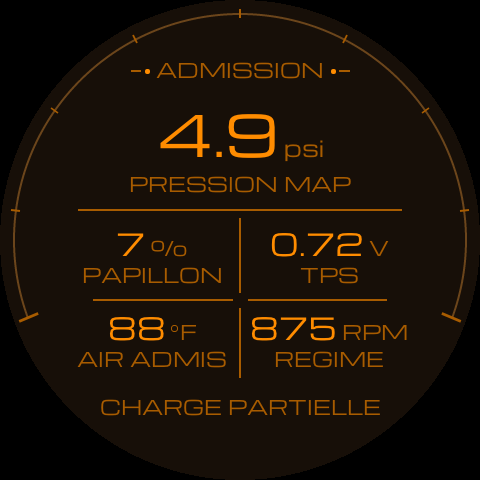 ADMISSION
4.9 psi
PRESSION MAP
7 % 0.72 V
PAPILLON TPS
88 °F 875 RPM
AIR ADMIS REGIME
CHARGE PARTIELLE